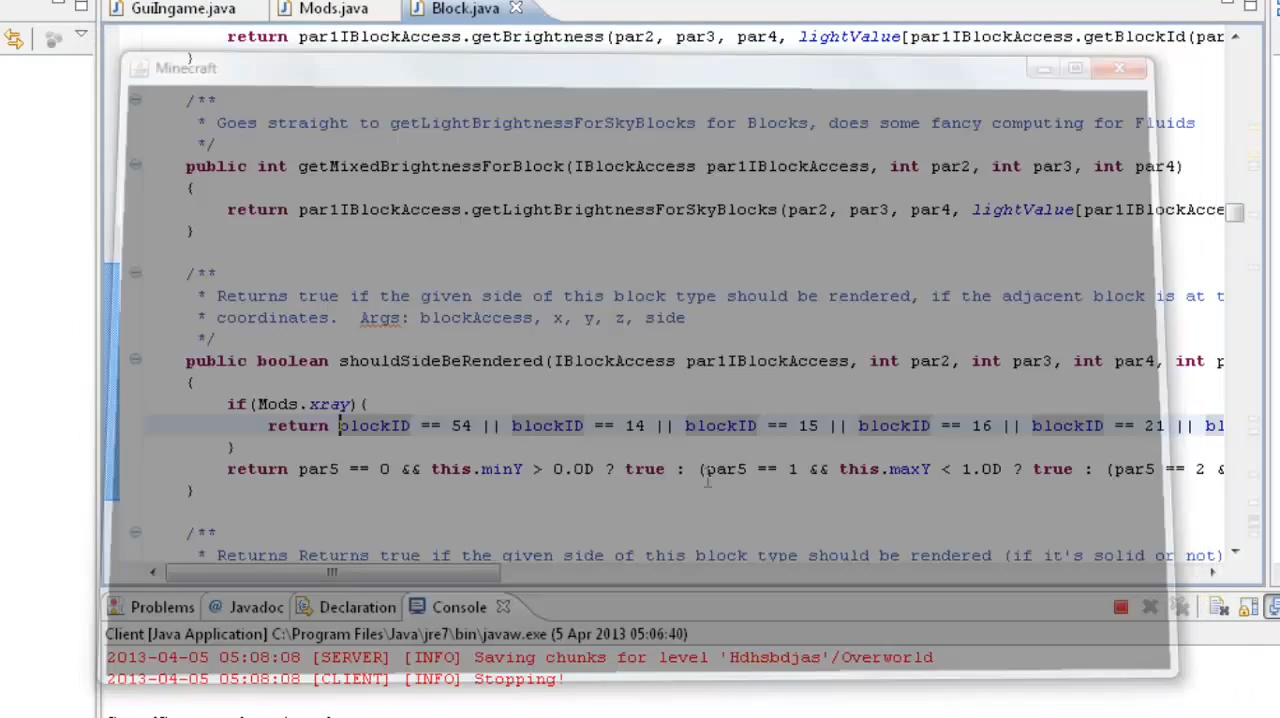 GuiIngame.java Mods.java Block.java
return par1IBlockAccess.getBrightness(par2, par3, par4, lightValue[par1IBlockAccess.getBlockId(par
}
Minecraft
/**
* Goes straight to getLightBrightnessForSkyBlocks for Blocks, does some fancy computing for Fluids
*/
public int getMixedBrightnessForBlock(IBlockAccess par1IBlockAccess, int par2, int par3, int par4)
{
return par1IBlockAccess.getLightBrightnessForSkyBlocks(par2, par3, par4, lightValue[par1IBlockAcce
}
/**
* Returns true if the given side of this block type should be rendered, if the adjacent block is at t
* coordinates.  Args: blockAccess, x, y, z, side
*/
public boolean shouldSideBeRendered(IBlockAccess par1IBlockAccess, int par2, int par3, int par4, int p
{
if(Mods.xray){
return blockID == 54 || blockID == 14 || blockID == 15 || blockID == 16 || blockID == 21 || bl
}
return par5 == 0 && this.minY > 0.0D ? true : (par5 == 1 && this.maxY < 1.0D ? true : (par5 == 2 &
}
/**
* Returns Returns true if the given side of this block type should be rendered (if it's solid or not)
Problems Javadoc Declaration Console
Client [Java Application] C:\Program Files\Java\jre7\bin\javaw.exe (5 Apr 2013 05:06:40)
2013-04-05 05:08:08 [SERVER] [INFO] Saving chunks for level 'Hdhsbdjas'/Overworld
2013-04-05 05:08:08 [CLIENT] [INFO] Stopping!